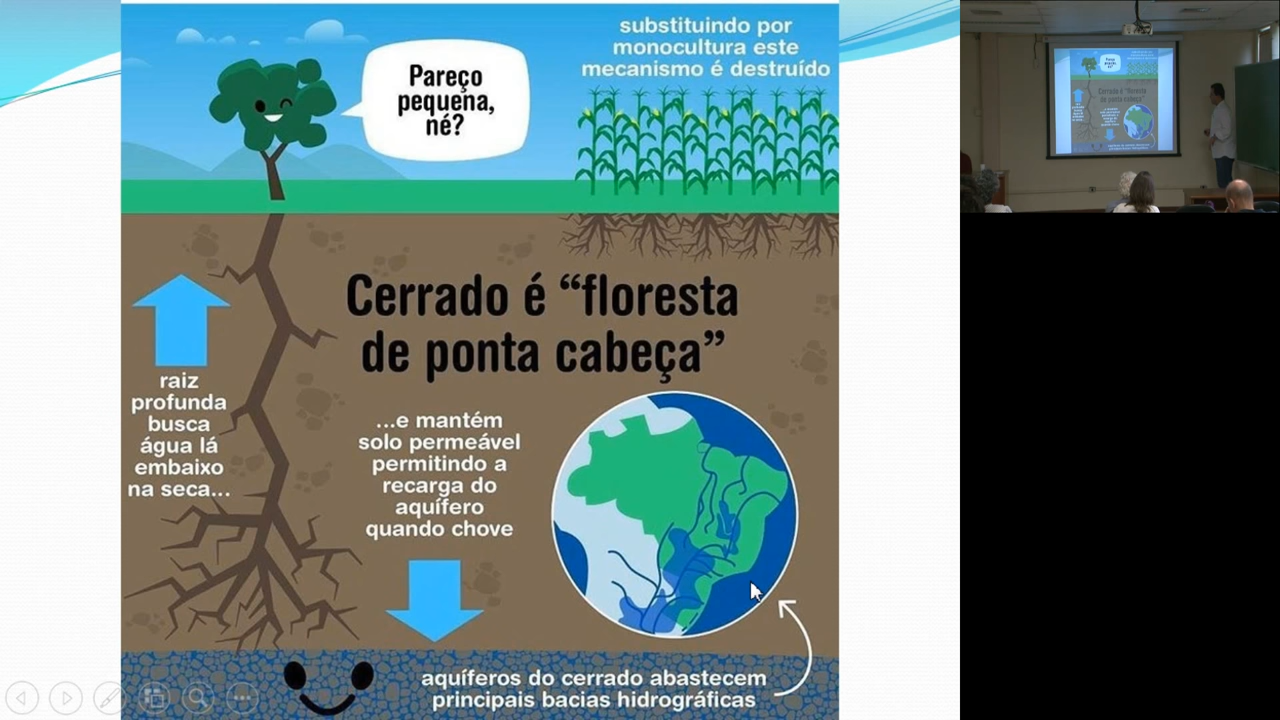 Pareço
pequena,
né?
substituindo por
monocultura este
mecanismo é destruído
Cerrado é “floresta
de ponta cabeça”
raiz
profunda
busca
água lá
embaixo
na seca...
...e mantém
solo permeável
permitindo a
recarga do
aquífero
quando chove
aquíferos do cerrado abastecem
principais bacias hidrográficas